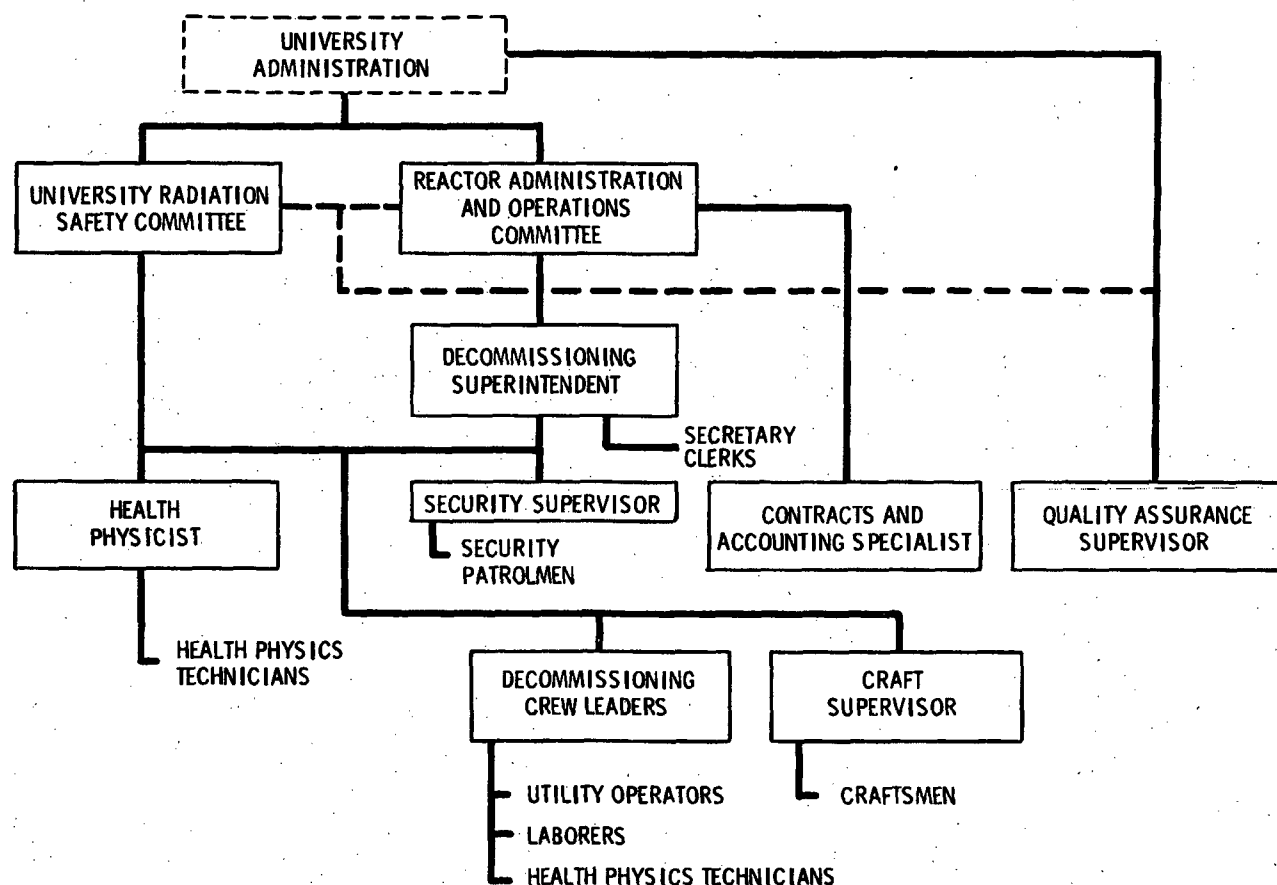 UNIVERSITY
ADMINISTRATION
UNIVERSITY RADIATION
SAFETY COMMITTEE
REACTOR ADMINISTRATION
AND OPERATIONS
COMMITTEE
DECOMMISSIONING
SUPERINTENDENT
SECRETARY
CLERKS
HEALTH
PHYSICIST
SECURITY SUPERVISOR
SECURITY
PATROLMEN
CONTRACTS AND
ACCOUNTING SPECIALIST
QUALITY ASSURANCE
SUPERVISOR
HEALTH PHYSICS
TECHNICIANS
DECOMMISSIONING
CREW LEADERS
CRAFT
SUPERVISOR
UTILITY OPERATORS
LABORERS
HEALTH PHYSICS TECHNICIANS
CRAFTSMEN